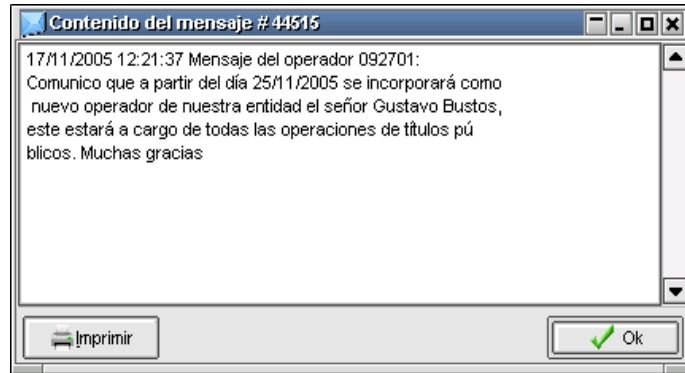 Contenido del mensaje # 44515
17/11/2005 12:21:37 Mensaje del operador 092701:
Comunico que a partir del día 25/11/2005 se incorporará como
nuevo operador de nuestra entidad el señor Gustavo Bustos,
este estará a cargo de todas las operaciones de títulos pú
blicos. Muchas gracias
Imprimir
Ok